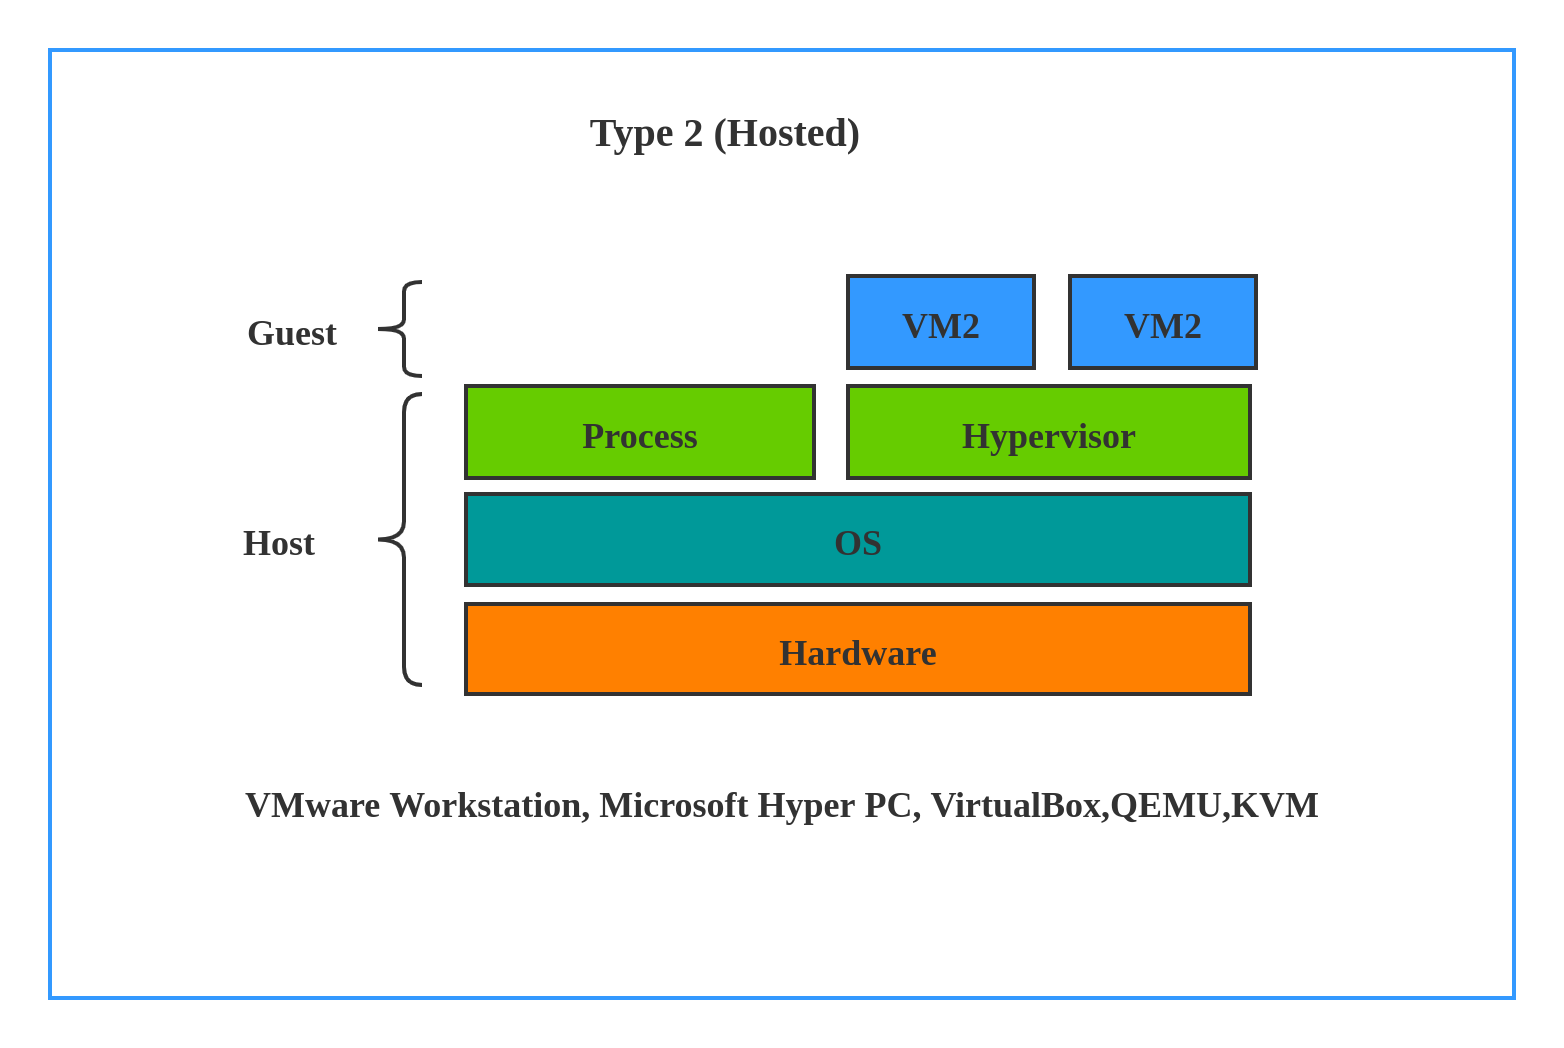 Type 2 (Hosted)
VM2 VM2
Guest
Process Hypervisor
OS
Host
Hardware
VMware Workstation, Microsoft Hyper PC, VirtualBox,QEMU,KVM